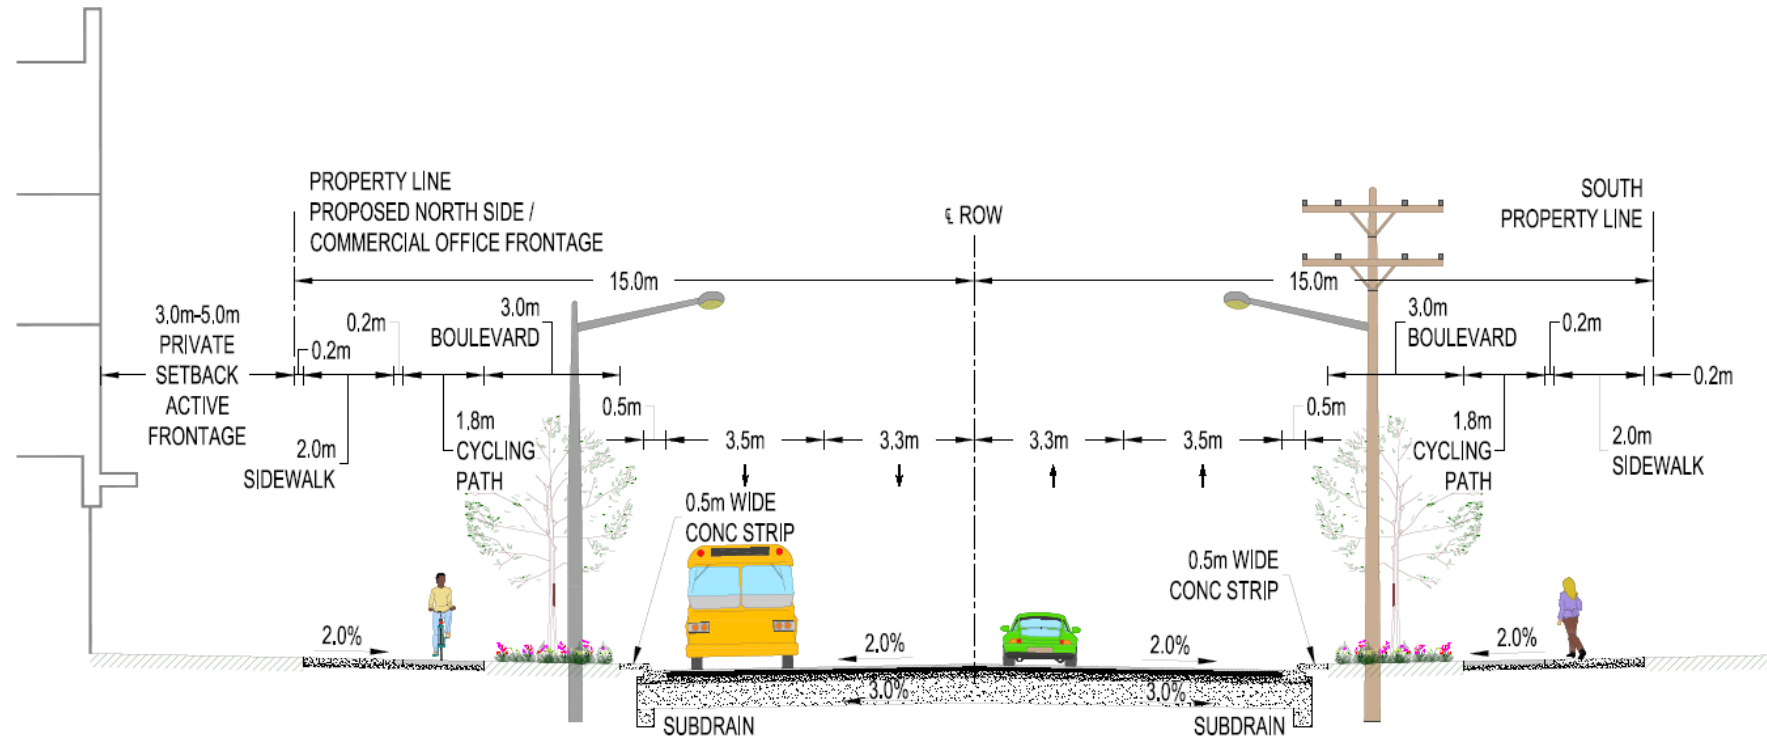 PROPERTY LINE
PROPOSED NORTH SIDE /
COMMERCIAL OFFICE FRONTAGE
℄ ROW
SOUTH
PROPERTY LINE
15.0m
15.0m
3.0m-5.0m
PRIVATE
SETBACK
ACTIVE
FRONTAGE
0.2m
0.2m
3.0m
BOULEVARD
3.0m
BOULEVARD
0.2m
0.2m
2.0m
SIDEWALK
1.8m
CYCLING
PATH
0.5m
3.5m
3.3m
3.3m
3.5m
0.5m
1.8m
CYCLING
PATH
2.0m
SIDEWALK
0.5m WIDE
CONC STRIP
0.5m WIDE
CONC STRIP
2.0%
2.0%
2.0%
2.0%
3.0%
3.0%
SUBDRAIN
SUBDRAIN